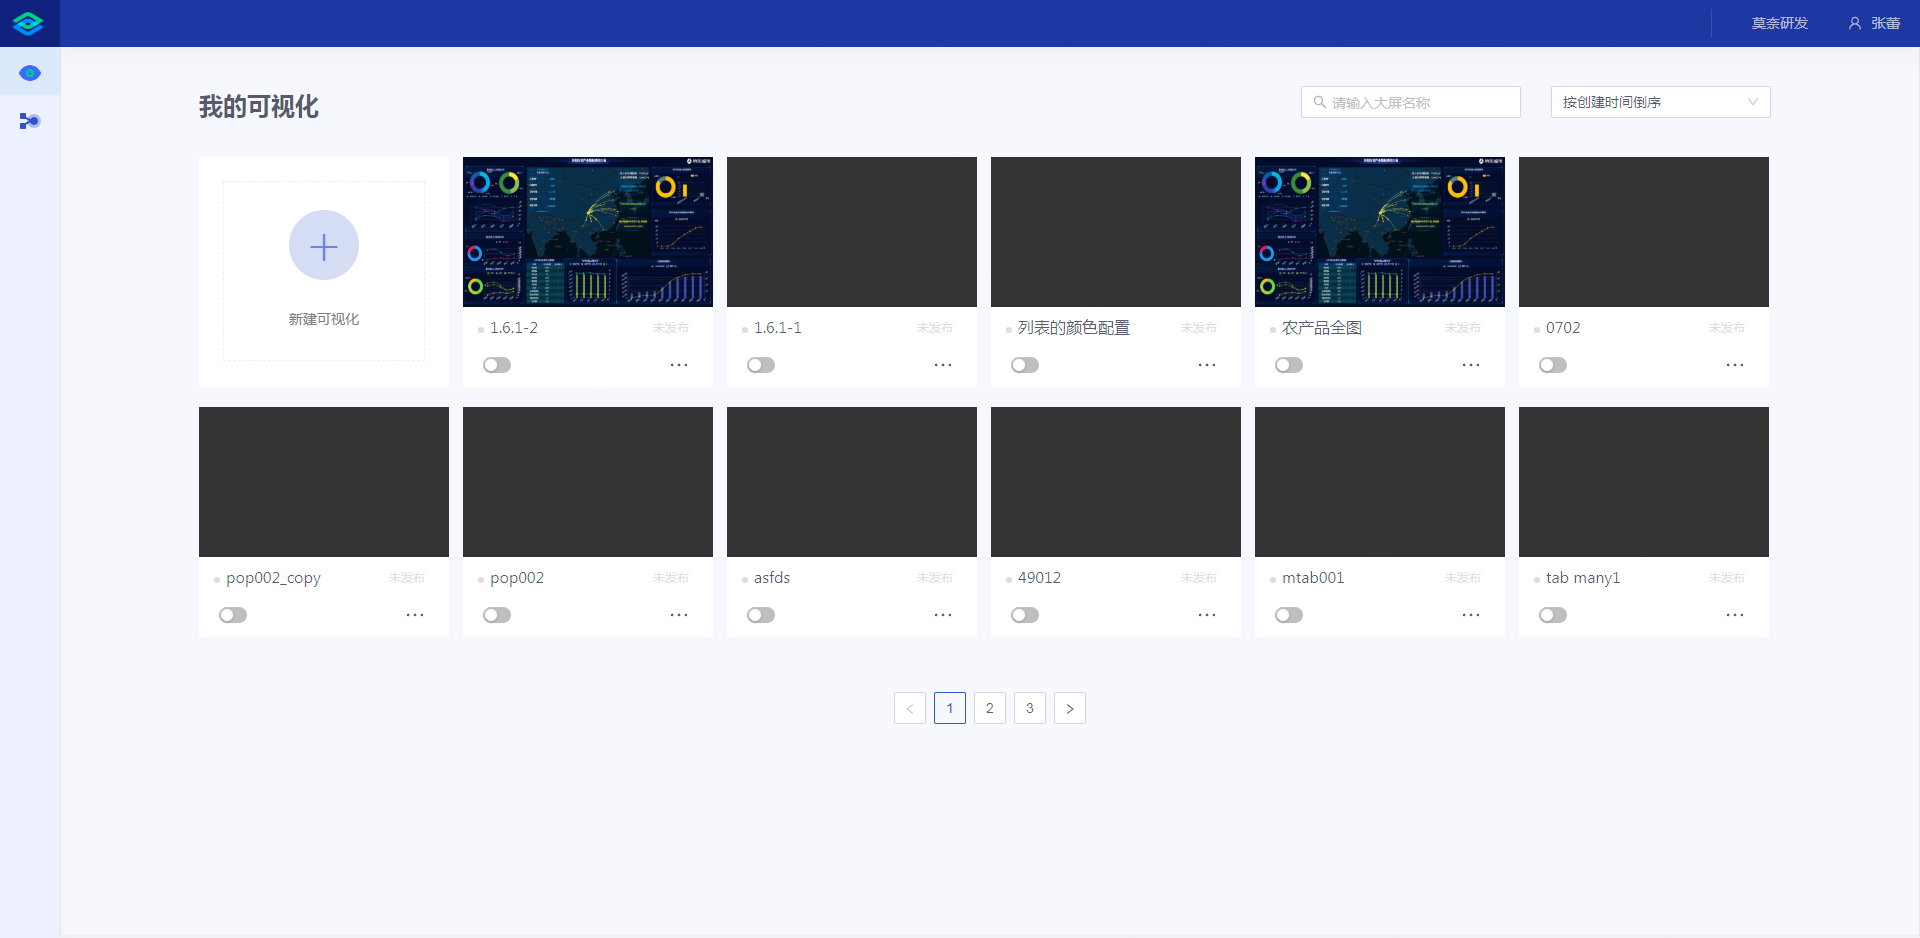 莫奈研发
张蕾
我的可视化
请输入大屏名称
按创建时间倒序
新建可视化
1.6.1-2
未发布
1.6.1-1
未发布
列表的颜色配置
未发布
农产品全图
未发布
0702
未发布
pop002_copy
未发布
pop002
未发布
asfds
未发布
49012
未发布
mtab001
未发布
tab many1
未发布
1
2
3